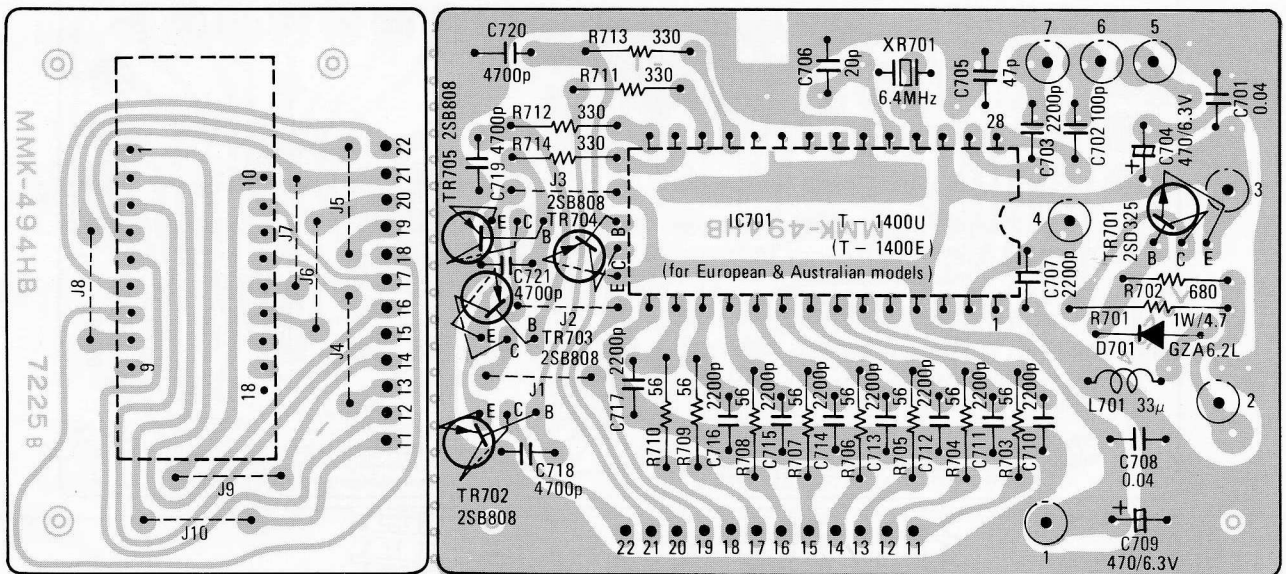 1
9
10
18
J8
J7
J6
J5
J4
J9
J10
22
21
20
19
18
17
16
15
14
13
12
11
MMK-494HB
7225B
C720
4700p
R713 330
R711 330
R712 330
R714 330
TR705 2SB808
C719 4700p
J3
2SB808
TR704
E C B
B C E
C721
4700p
J2
E C B
TR703
2SB808
J1
E C B
C718
4700p
TR702
2SB808
C706
20p
XR701
6.4MHz
C705
47p
28
IC701 T-1400U
(T-1400E)
MMK-494HB
(for European & Australian models)
1
7
6
5
C703 2200p
C702 100p
C701
0.04
C704
470/6.3V
3
4
TR701
2SD325
B C E
C707
2200p
R702 680
R701 1W/4.7
D701 GZA6.2L
L701 33μ
2
C708
0.04
1
C709
470/6.3V
C717 2200p
R710 56
R709 56
C716 2200p
R708 56
C715 2200p
R707 56
C714 2200p
R706 56
C713 2200p
R705 56
C712 2200p
R704 56
C711 2200p
R703 56
C710 2200p
22 21 20 19 18 17 16 15 14 13 12 11